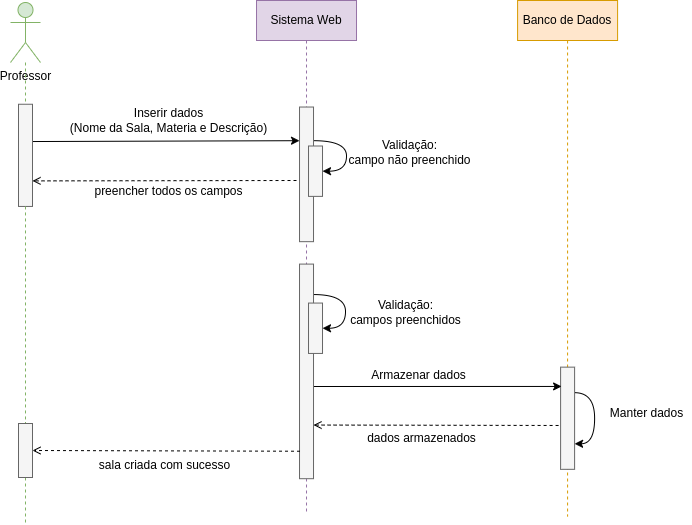 Sistema Web
Banco de Dados
Professor
Inserir dados
(Nome da Sala, Materia e Descrição)
Validação:
campo não preenchido
preencher todos os campos
Validação:
campos preenchidos
Armazenar dados
Manter dados
dados armazenados
sala criada com sucesso